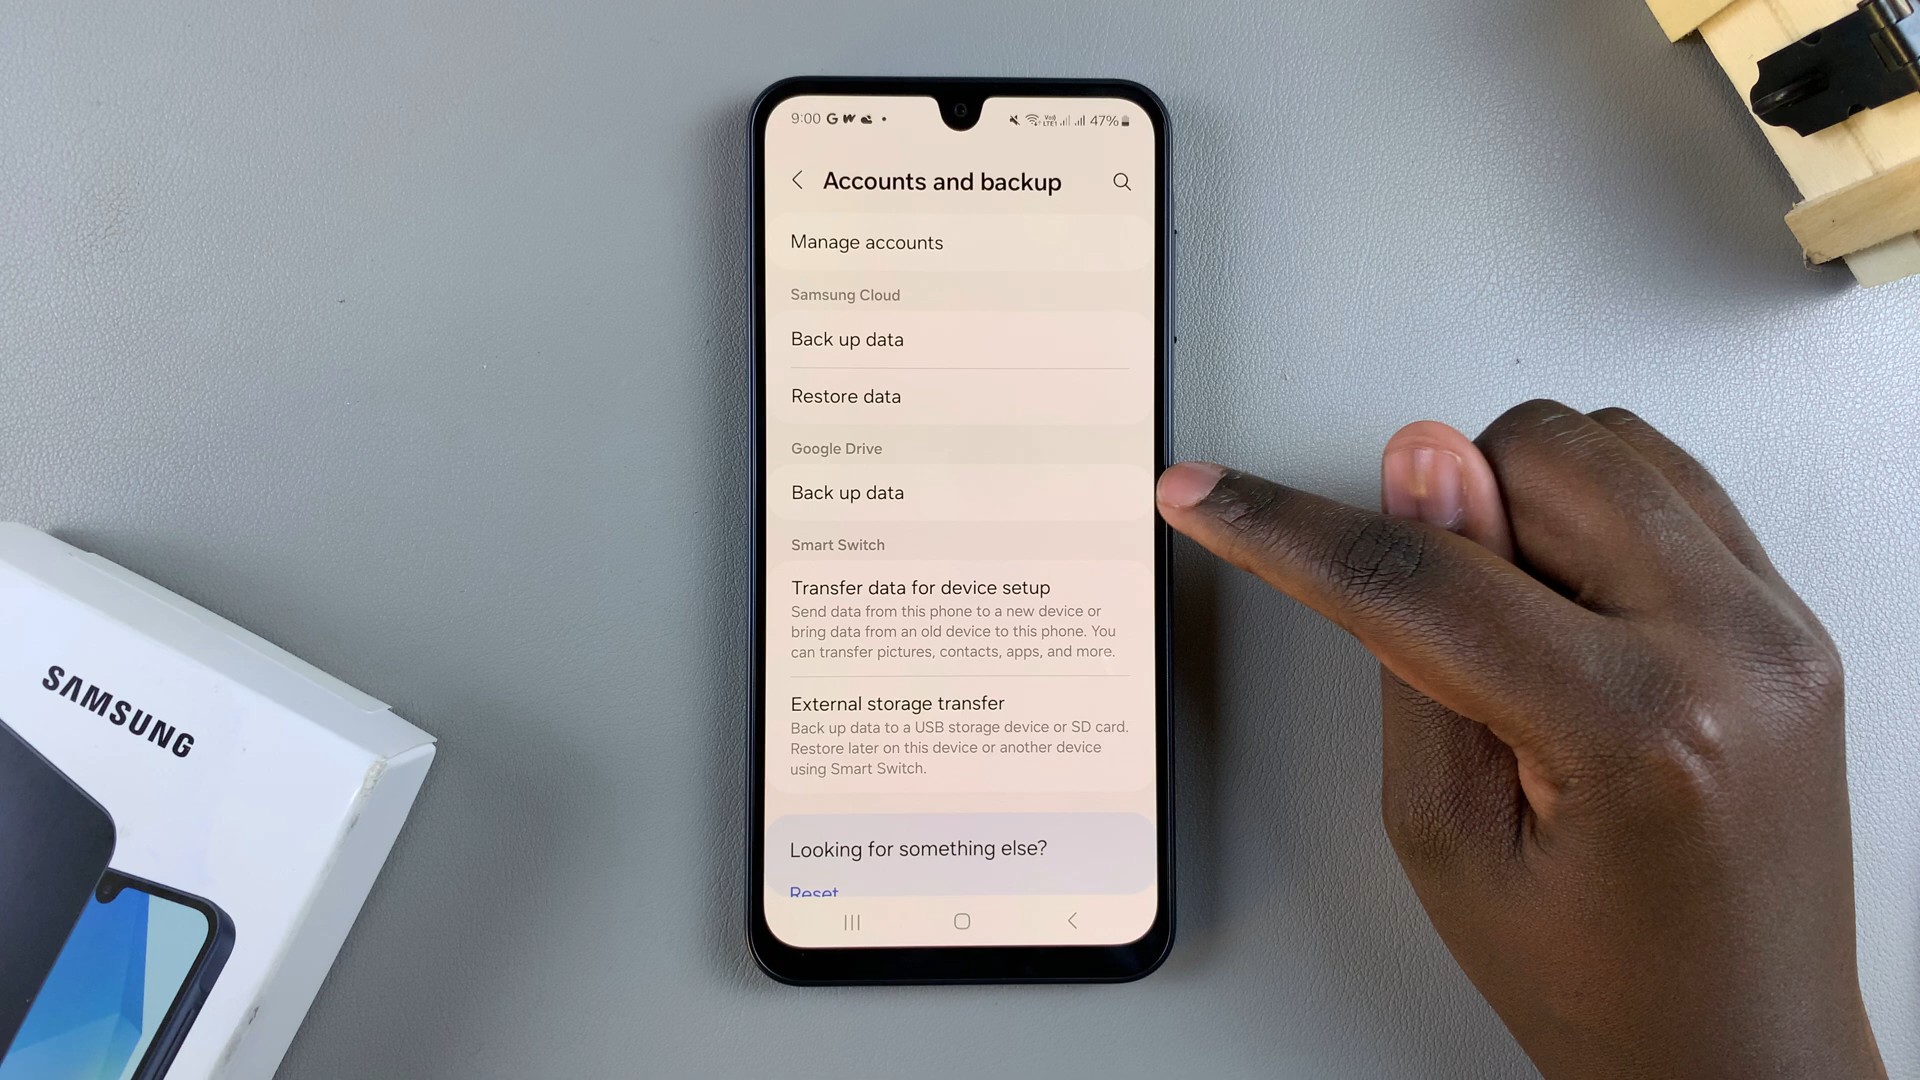 9:00
47%
Accounts and backup
Manage accounts
Samsung Cloud
Back up data
Restore data
Google Drive
Back up data
Smart Switch
Transfer data for device setup
Send data from this phone to a new device or
bring data from an old device to this phone. You
can transfer pictures, contacts, apps, and more.
External storage transfer
Back up data to a USB storage device or SD card.
Restore later on this device or another device
using Smart Switch.
Looking for something else?
Reset
SAMSUNG